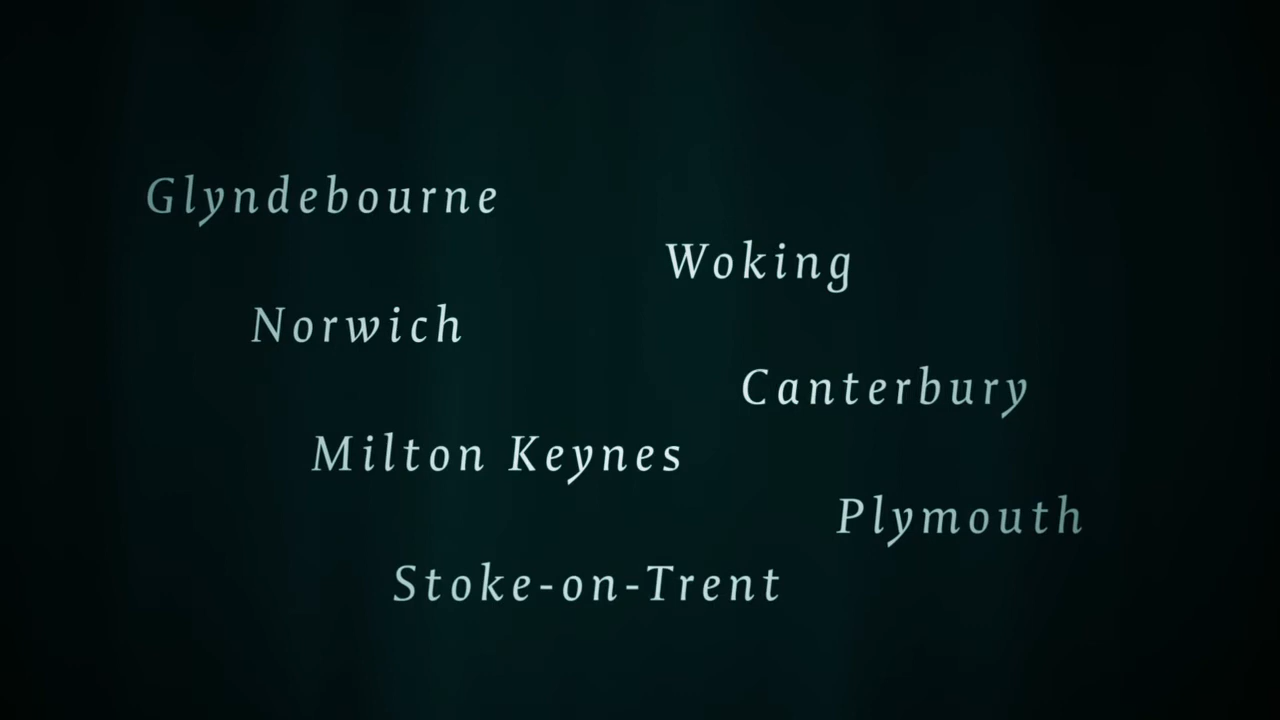 Glyndebourne
Woking
Norwich
Canterbury
Milton Keynes
Plymouth
Stoke-on-Trent